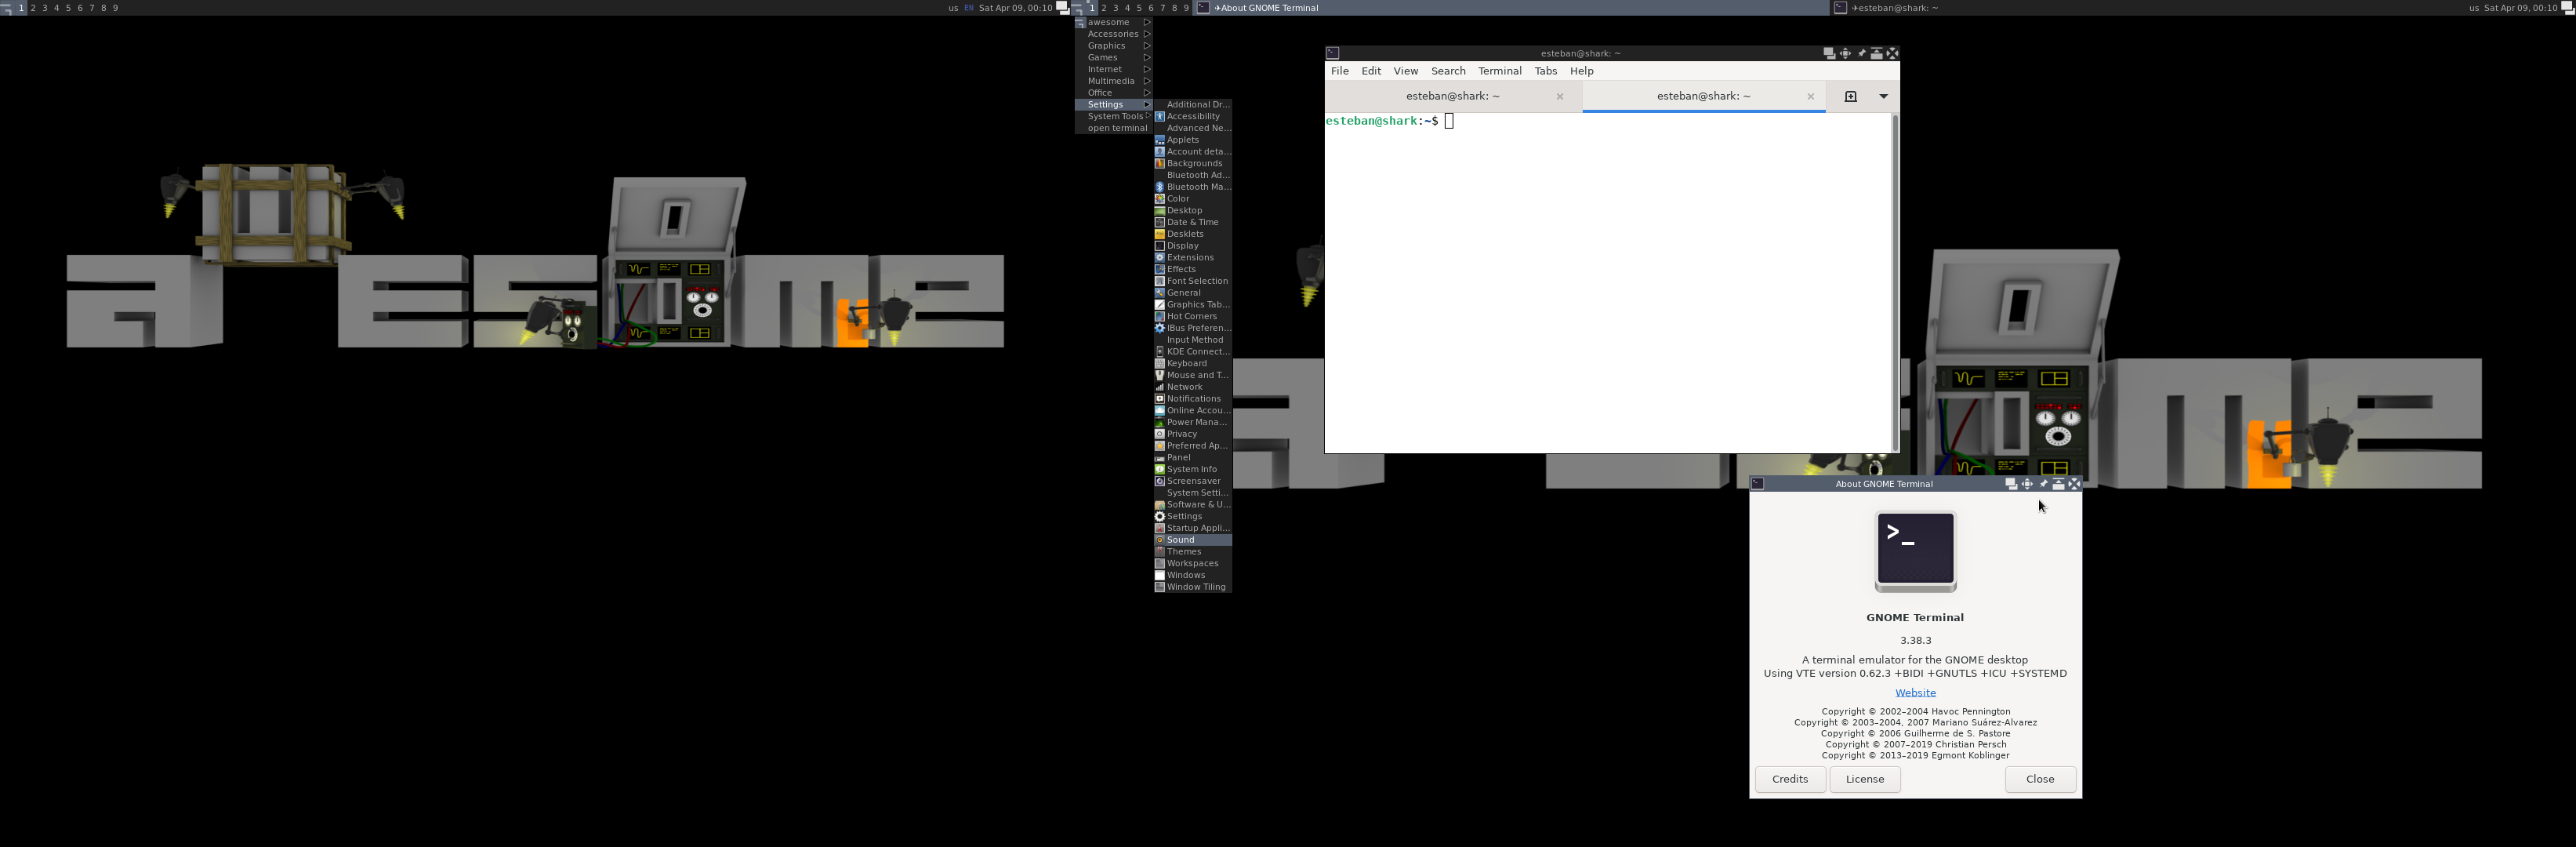 1 2 3 4 5 6 7 8 9
us EN Sat Apr 09, 00:10
1 2 3 4 5 6 7 8 9
✈About GNOME Terminal
✈esteban@shark: ~
us Sat Apr 09, 00:10
awesome
Accessories
Graphics
Games
Internet
Multimedia
Office
Settings
System Tools
open terminal
Additional Dr...
Accessibility
Advanced Ne...
Applets
Account deta...
Backgrounds
Bluetooth Ad...
Bluetooth Ma...
Color
Desktop
Date & Time
Desklets
Display
Extensions
Effects
Font Selection
General
Graphics Tab...
Hot Corners
IBus Preferen...
Input Method
KDE Connect...
Keyboard
Mouse and T...
Network
Notifications
Online Accou...
Power Mana...
Privacy
Preferred Ap...
Panel
System Info
Screensaver
System Setti...
Software & U...
Settings
Startup Appli...
Sound
Themes
Workspaces
Windows
Window Tiling
esteban@shark: ~
File Edit View Search Terminal Tabs Help
esteban@shark: ~
esteban@shark: ~
esteban@shark:~$
About GNOME Terminal
>_
GNOME Terminal
3.38.3
A terminal emulator for the GNOME desktop
Using VTE version 0.62.3 +BIDI +GNUTLS +ICU +SYSTEMD
Website
Copyright © 2002–2004 Havoc Pennington
Copyright © 2003–2004, 2007 Mariano Suárez-Alvarez
Copyright © 2006 Guilherme de S. Pastore
Copyright © 2007–2019 Christian Persch
Copyright © 2013–2019 Egmont Koblinger
Credits License Close